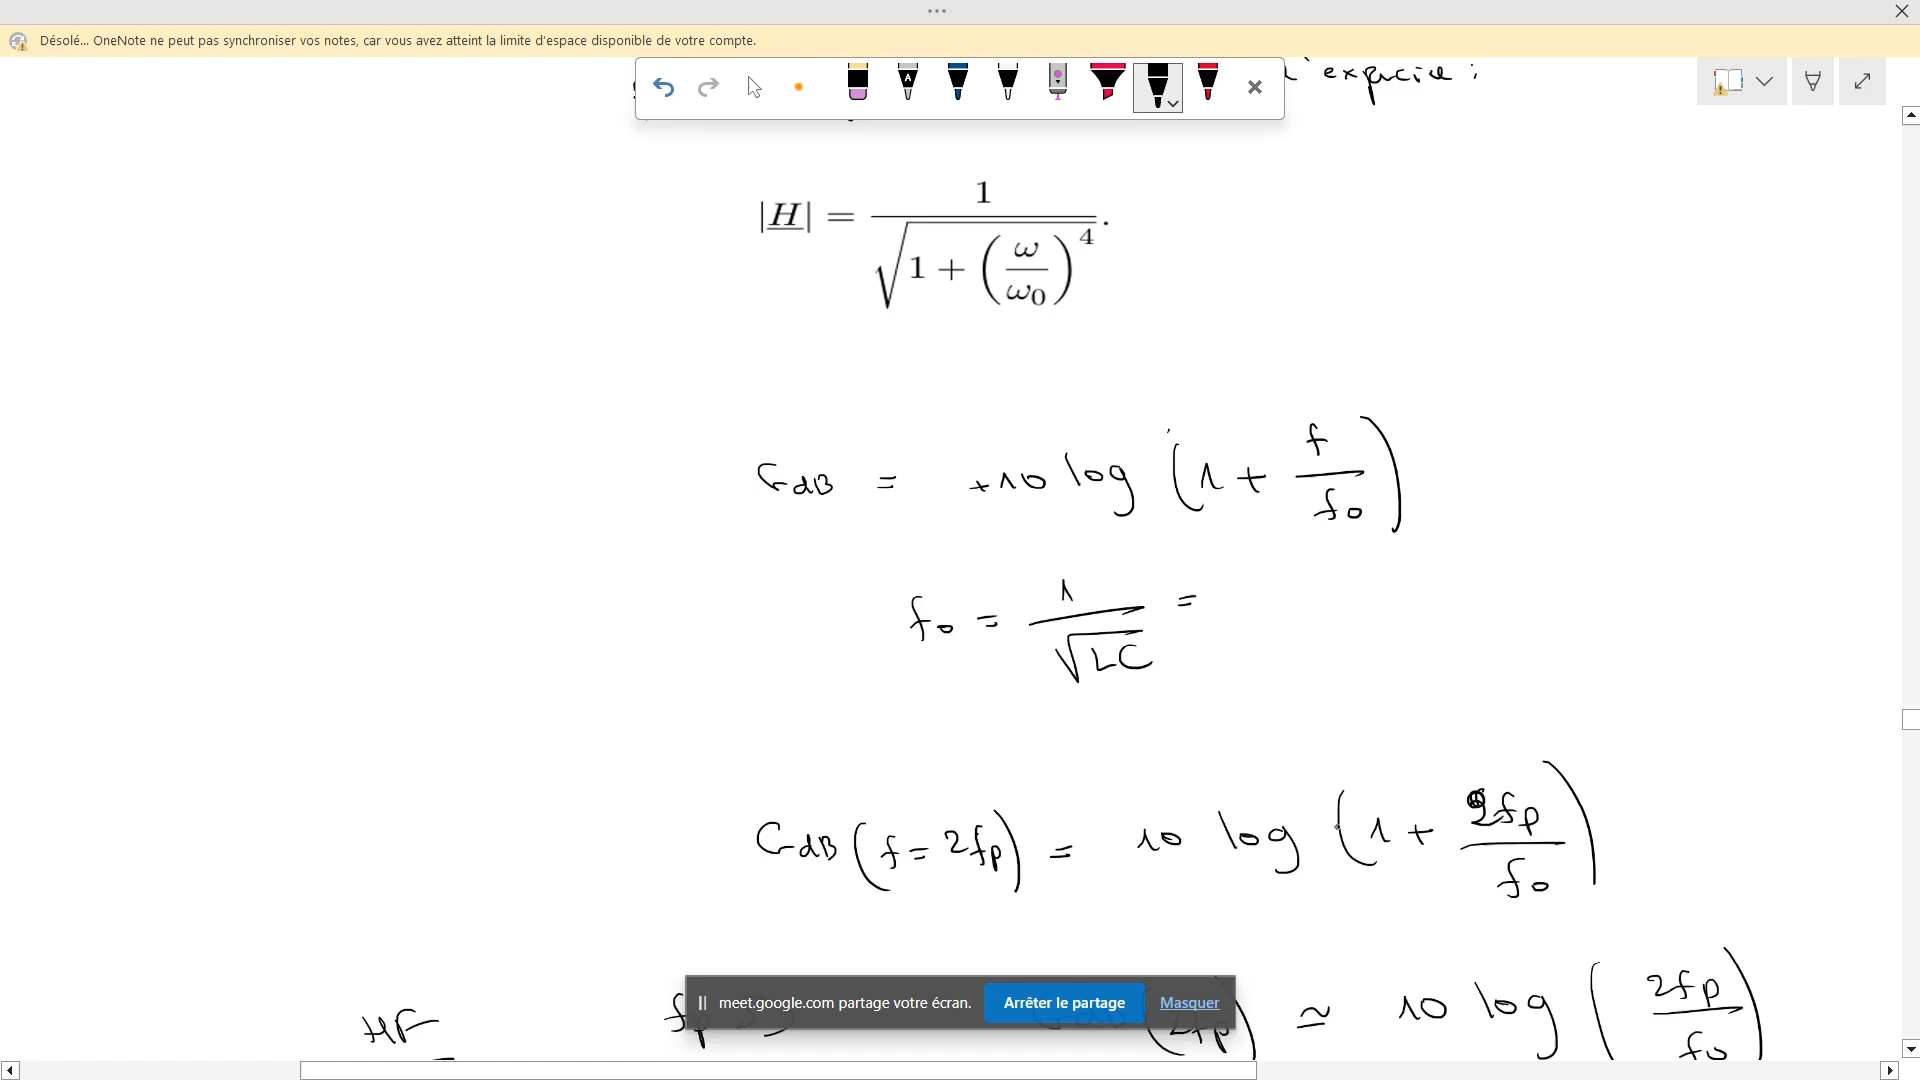 Désolé... OneNote ne peut pas synchroniser vos notes, car vous avez atteint la limite d'espace disponible de votre compte.
|H| = 1 / √(1 + (ω/ω₀)⁴).
GdB = +10 log (1 + f/f₀)
f₀ = 1/√LC =
GdB (f = 2fp) = 10 log (1 + 2fp/f₀)
meet.google.com partage votre écran. Arrêter le partage Masquer
HF fp (2fp) ≃ 10 log (2fp/f₀)